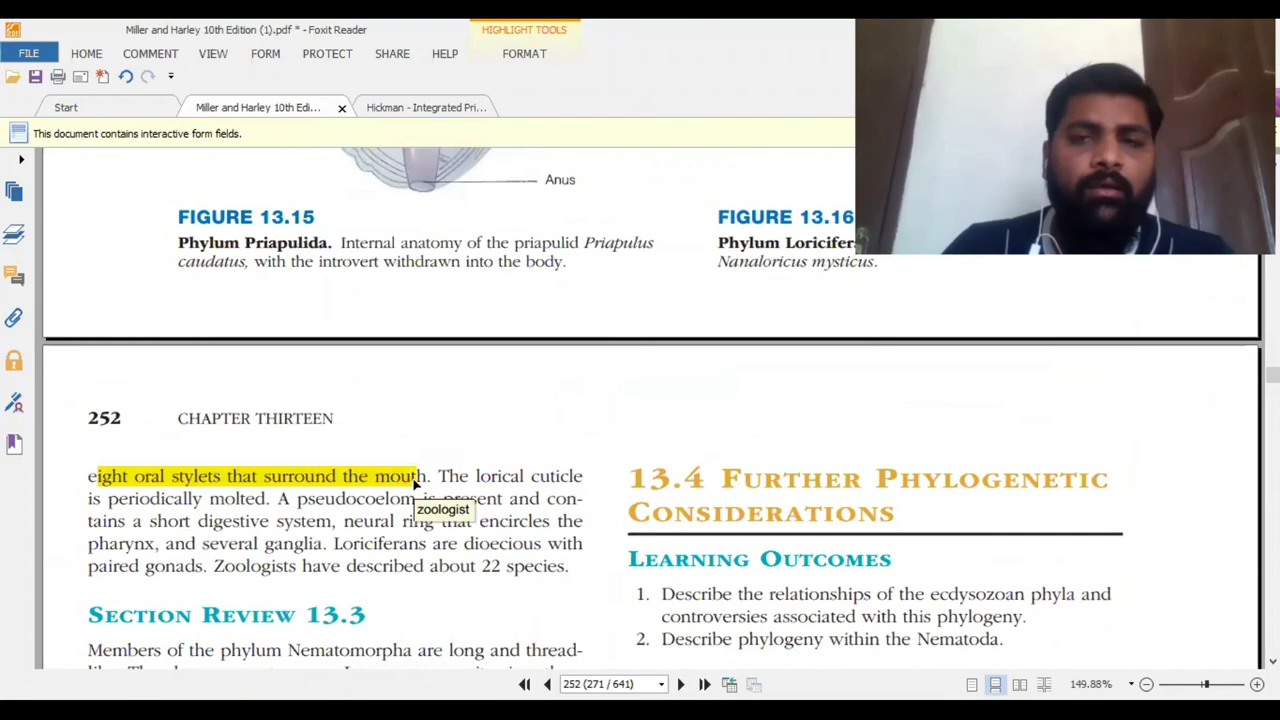 Miller and Harley 10th Edition (1).pdf * - Foxit Reader
HIGHLIGHT TOOLS
FILE HOME COMMENT VIEW FORM PROTECT SHARE HELP FORMAT
Start Miller and Harley 10th Edi... Hickman - Integrated Pri...
This document contains interactive form fields.
Anus
FIGURE 13.15
Phylum Priapulida. Internal anatomy of the priapulid Priapulus
caudatus, with the introvert withdrawn into the body.
FIGURE 13.16
Phylum Loricifer
Nanaloricus mysticus.
252 CHAPTER THIRTEEN
eight oral stylets that surround the mouth. The lorical cuticle
is periodically molted. A pseudocoelom is present and con-
tains a short digestive system, neural ring that encircles the
pharynx, and several ganglia. Loriciferans are dioecious with
paired gonads. Zoologists have described about 22 species.
zoologist
SECTION REVIEW 13.3
Members of the phylum Nematomorpha are long and thread-
13.4 FURTHER PHYLOGENETIC
CONSIDERATIONS
LEARNING OUTCOMES
1. Describe the relationships of the ecdysozoan phyla and
controversies associated with this phylogeny.
2. Describe phylogeny within the Nematoda.
252 (271 / 641)
149.88%